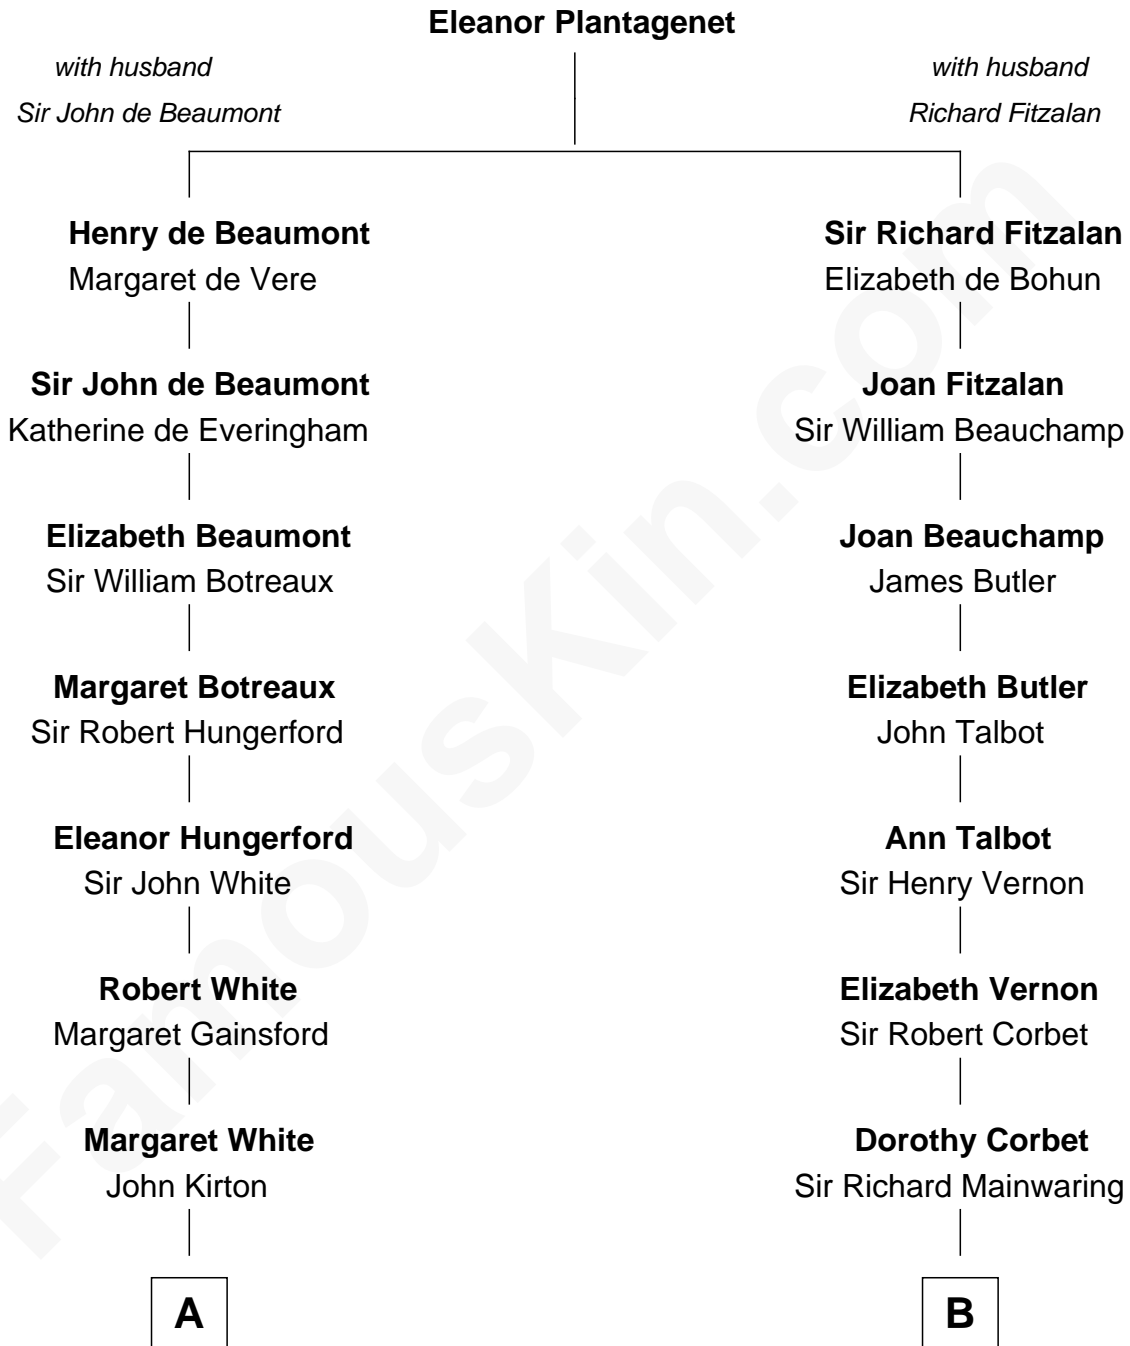 Eleanor Plantagenet
with husband
Sir John de Beaumont
with husband
Richard Fitzalan
Henry de Beaumont
Margaret de Vere
Sir John de Beaumont
Katherine de Everingham
Elizabeth Beaumont
Sir William Botreaux
Margaret Botreaux
Sir Robert Hungerford
Eleanor Hungerford
Sir John White
Robert White
Margaret Gainsford
Margaret White
John Kirton
A
Sir Richard Fitzalan
Elizabeth de Bohun
Joan Fitzalan
Sir William Beauchamp
Joan Beauchamp
James Butler
Elizabeth Butler
John Talbot
Ann Talbot
Sir Henry Vernon
Elizabeth Vernon
Sir Robert Corbet
Dorothy Corbet
Sir Richard Mainwaring
B
FamousKin.com